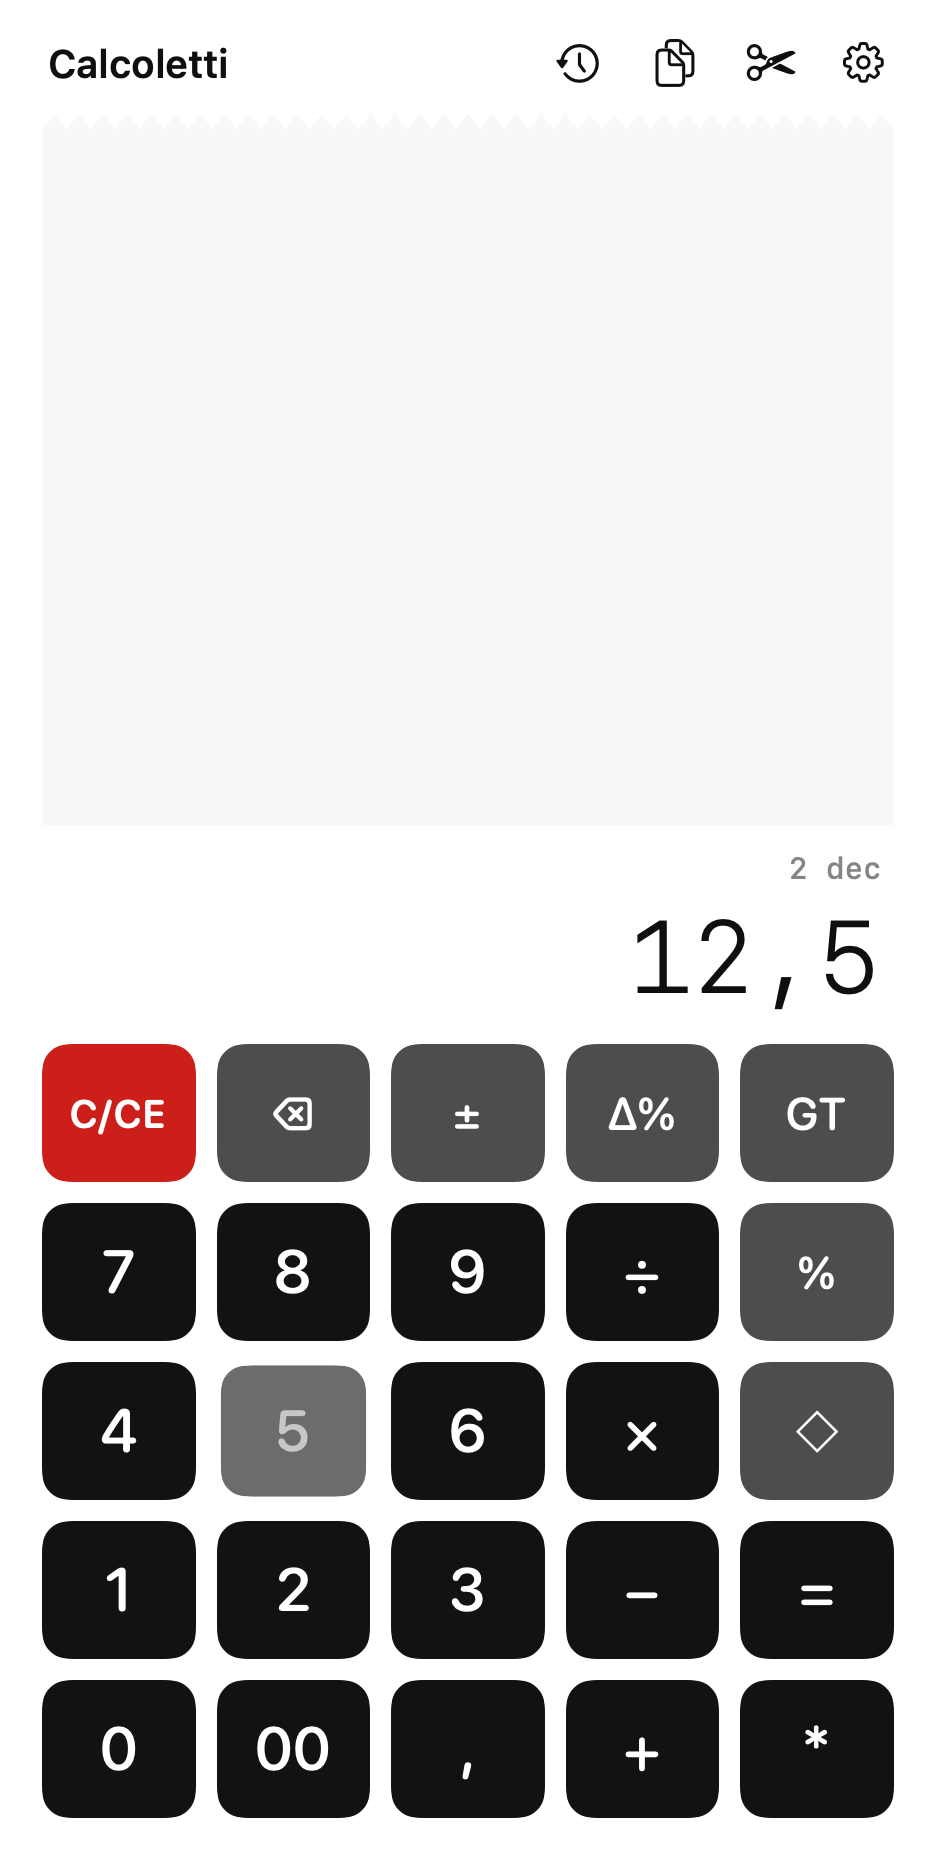 Calcoletti
2 dec
12,5
C/CE ± Δ% GT
7 8 9 ÷ %
4 5 6 × ◇
1 2 3 − =
0 00 , + *